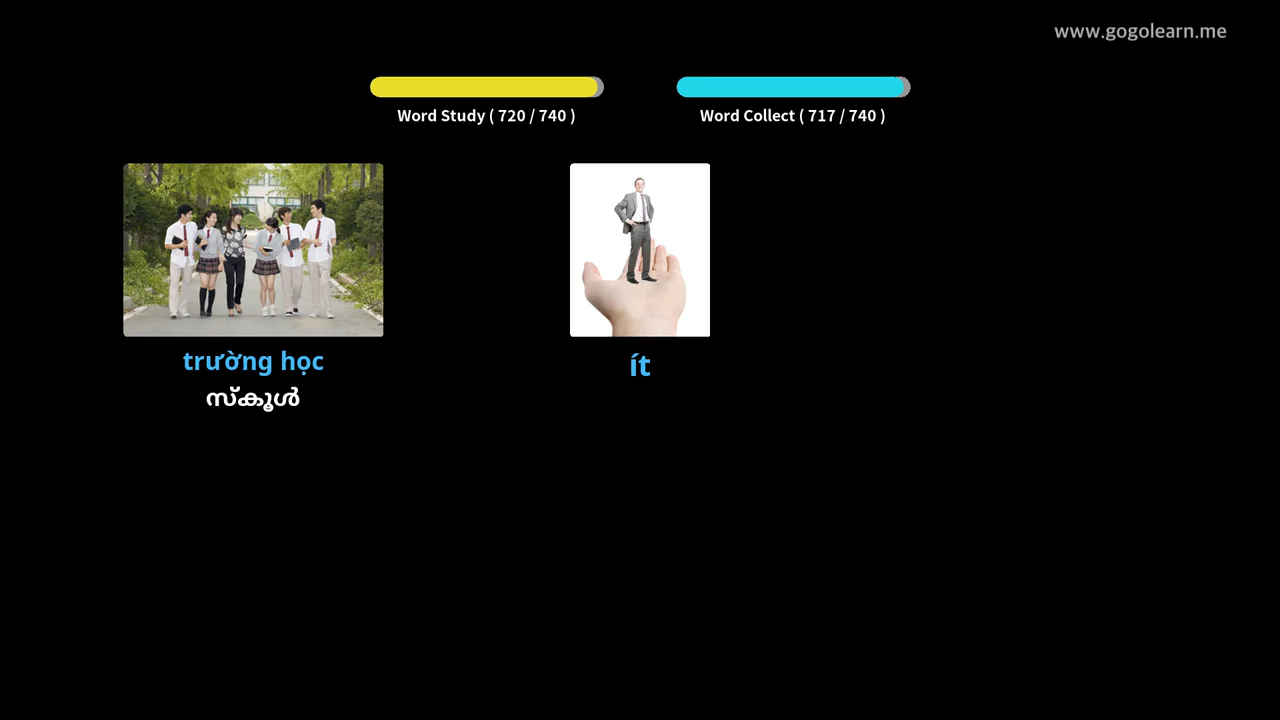 www.gogolearn.me
Word Study ( 720 / 740 )
Word Collect ( 717 / 740 )
trường học
സ്കൂൾ
ít